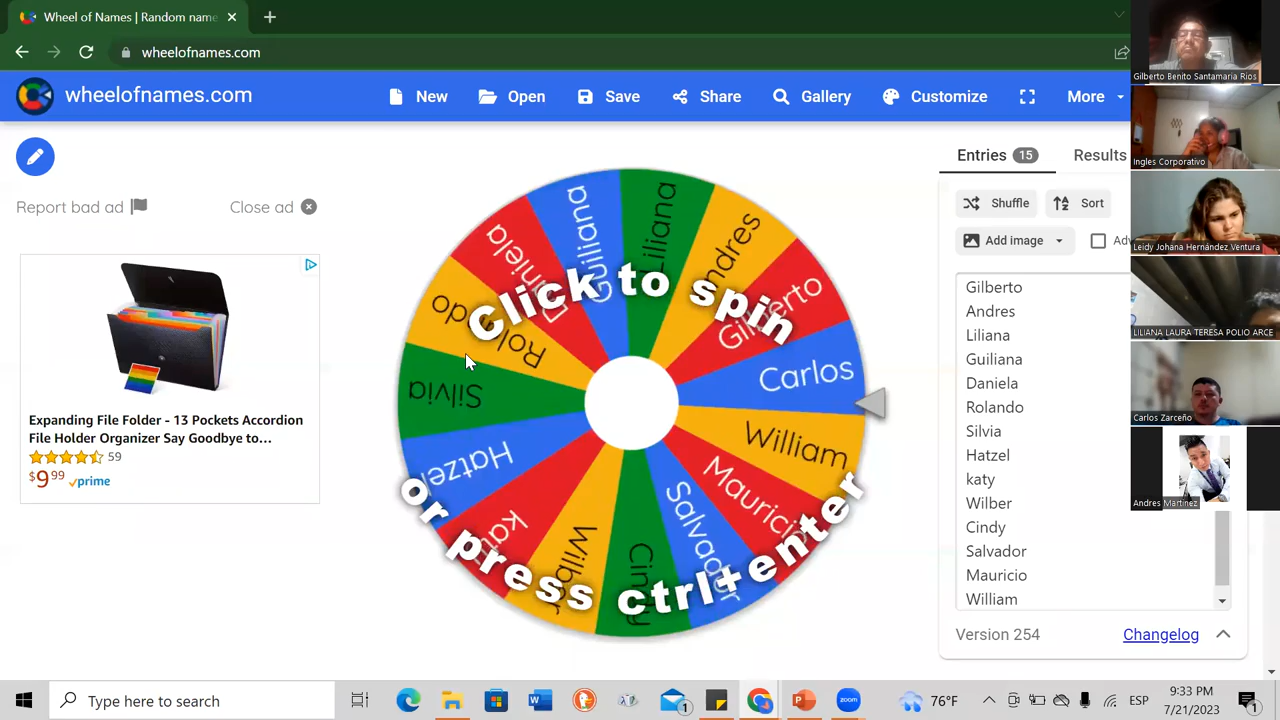 Wheel of Names | Random name
wheelofnames.com
wheelofnames.com
New
Open
Save
Share
Gallery
Customize
More
Report bad ad
Close ad
Expanding File Folder - 13 Pockets Accordion
File Holder Organizer Say Goodbye to...
59
$9 99 prime
Click to spin
or press ctrl+enter
Liliana
Andres
Gilberto
Carlos
William
Mauricio
Salvador
Cindy
Wilber
katy
Hatzel
Silvia
Rolando
Daniela
Guiliana
Entries 15
Results
Shuffle
Sort
Add image
Ad
Gilberto
Andres
Liliana
Guiliana
Daniela
Rolando
Silvia
Hatzel
katy
Wilber
Cindy
Salvador
Mauricio
William
Version 254
Changelog
Gilberto Benito Santamaria Rios
Ingles Corporativo
Leidy Johana Hernández Ventura
LILIANA LAURA TERESA POLIO ARCE
Carlos Zarceño
Andres Martinez
Type here to search
1
zoom
76°F
ESP
9:33 PM
7/21/2023
1